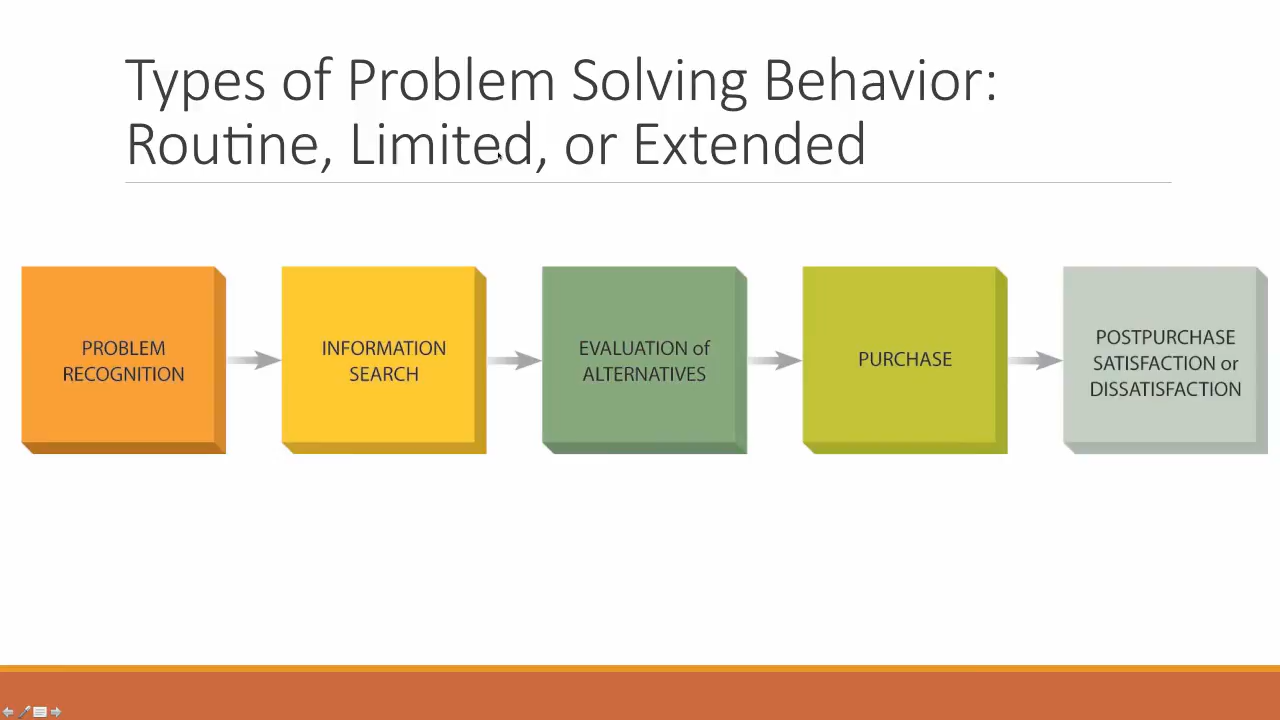 Types of Problem Solving Behavior:
Routine, Limited, or Extended
PROBLEM
RECOGNITION
INFORMATION
SEARCH
EVALUATION of
ALTERNATIVES
PURCHASE
POSTPURCHASE
SATISFACTION or
DISSATISFACTION